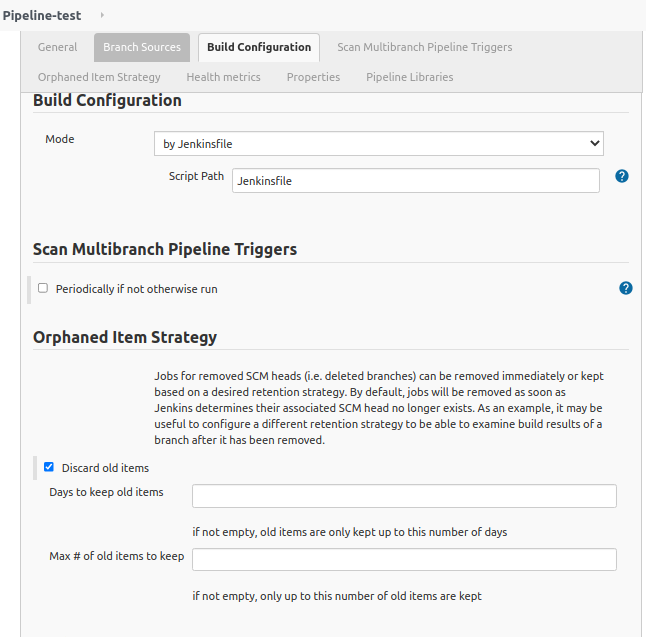 Pipeline-test
General Branch Sources Build Configuration Scan Multibranch Pipeline Triggers
Orphaned Item Strategy Health metrics Properties Pipeline Libraries
Build Configuration
Mode by Jenkinsfile
Script Path Jenkinsfile ?
Scan Multibranch Pipeline Triggers
Periodically if not otherwise run ?
Orphaned Item Strategy
Jobs for removed SCM heads (i.e. deleted branches) can be removed immediately or kept
based on a desired retention strategy. By default, jobs will be removed as soon as
Jenkins determines their associated SCM head no longer exists. As an example, it may be
useful to configure a different retention strategy to be able to examine build results of a
branch after it has been removed.
Discard old items
Days to keep old items
if not empty, old items are only kept up to this number of days
Max # of old items to keep
if not empty, only up to this number of old items are kept